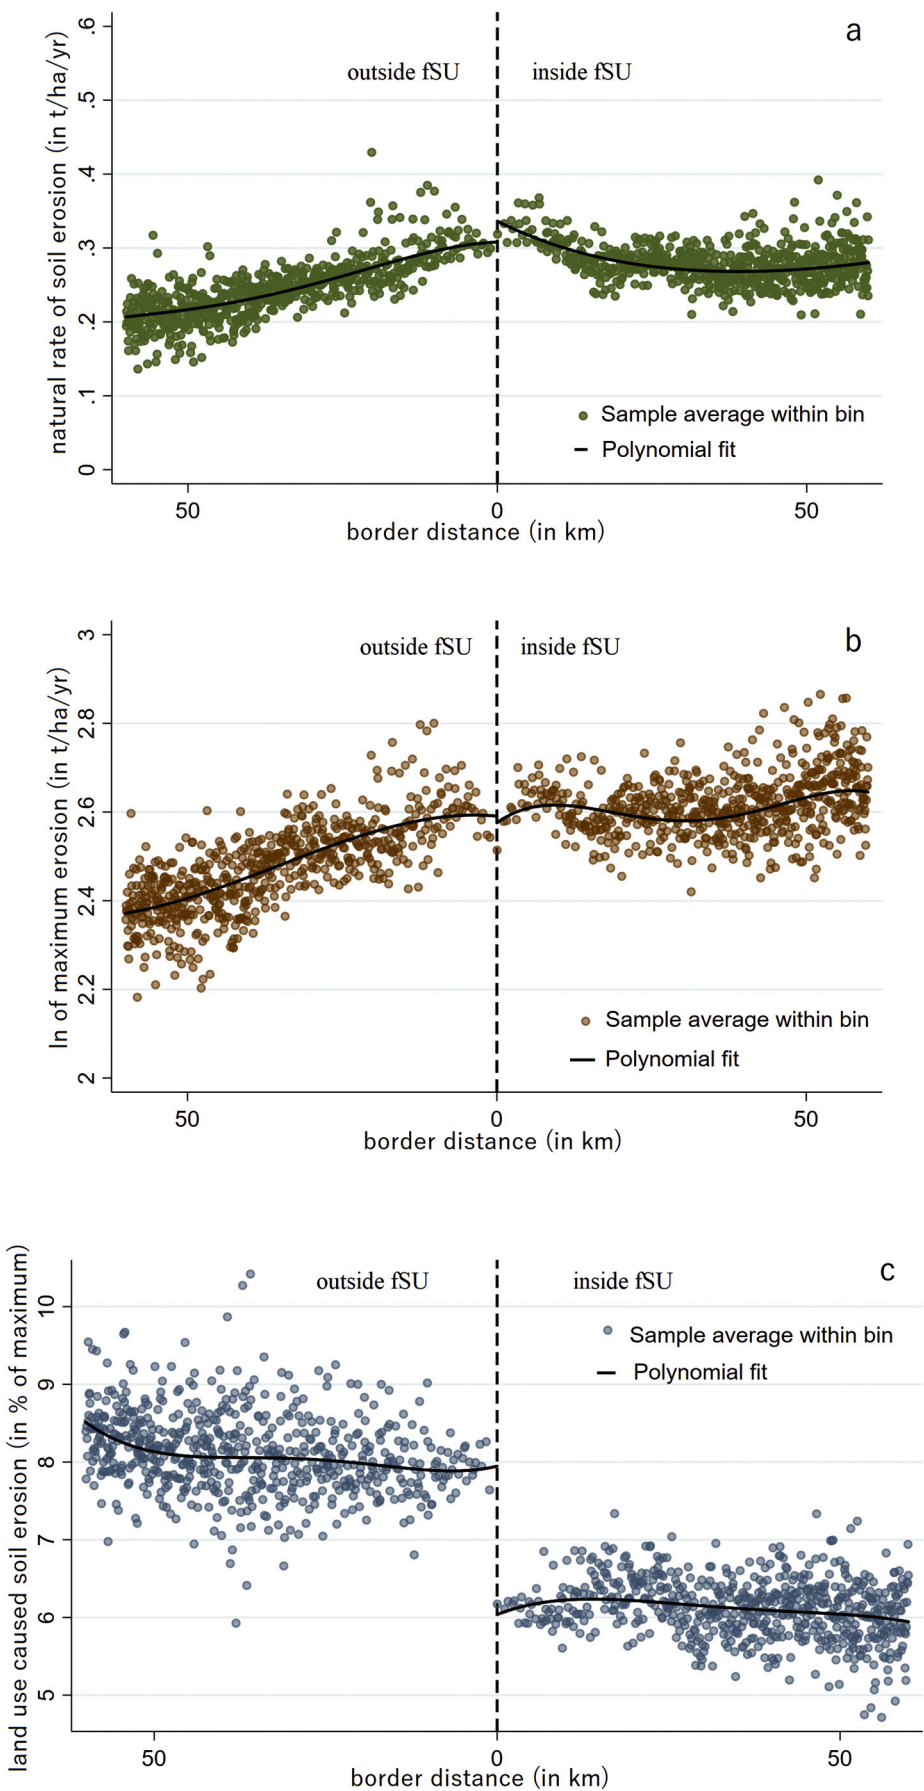 a
outside fSU
inside fSU
natural rate of soil erosion (in t/ha/yr)
.6
.5
.4
.3
.2
.1
0
Sample average within bin
Polynomial fit
50
0
50
border distance (in km)
b
outside fSU
inside fSU
ln of maximum erosion (in t/ha/yr)
3
2.8
2.6
2.4
2.2
2
Sample average within bin
Polynomial fit
50
0
50
border distance (in km)
c
outside fSU
inside fSU
land use caused soil erosion (in % of maximum)
10
9
8
7
6
5
Sample average within bin
Polynomial fit
50
0
50
border distance (in km)